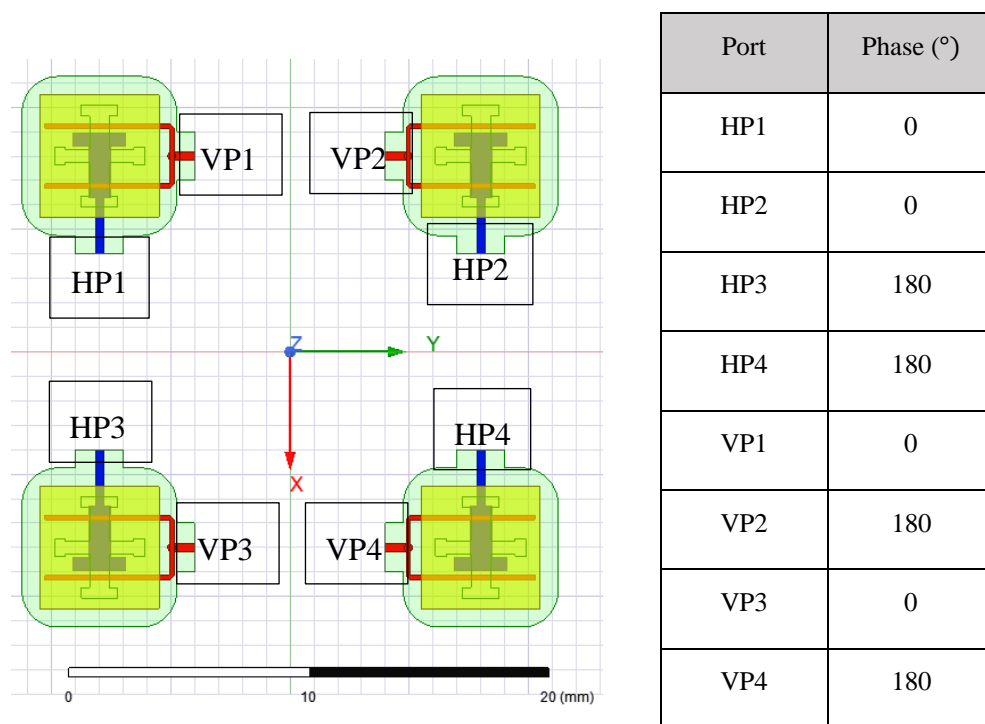 VP1
VP2
HP1
HP2
Z
Y
HP3
HP4
X
VP3
VP4
0
10
20 (mm)
Port Phase (°)
HP1 0
HP2 0
HP3 180
HP4 180
VP1 0
VP2 180
VP3 0
VP4 180